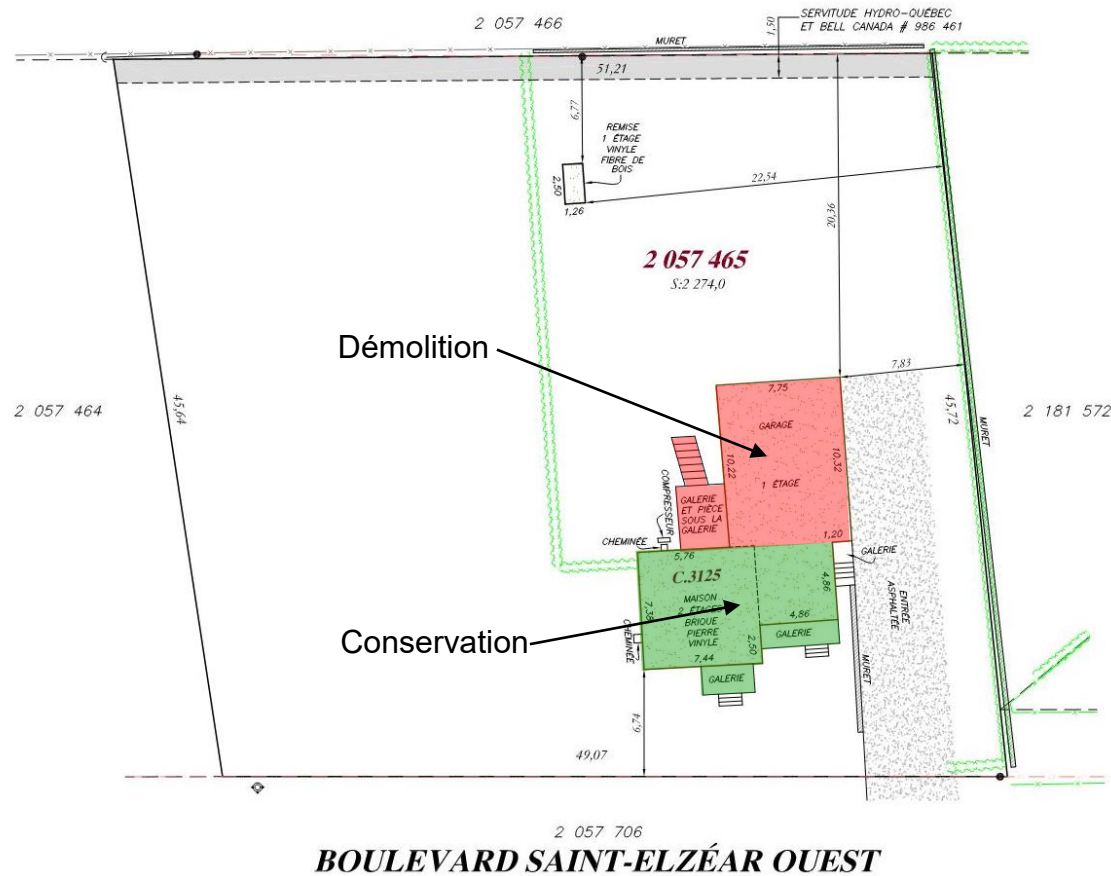 2 057 466
SERVITUDE HYDRO-QUÉBEC
ET BELL CANADA # 986 461
1,50
MURET
51,21
6,77
REMISE
1 ÉTAGE
VINYLE
FIBRE DE
BOIS
2,50
1,26
22,54
20,36
2 057 465
S:2 274,0
Démolition
7,83
7,75
2 057 464
45,64
45,72
MURET
2 181 572
GARAGE
10,22
10,32
1 ÉTAGE
COMPRESSEUR
GALERIE
ET PIÈCE
SOUS LA
GALERIE
CHEMINÉE
1,20
GALERIE
5,76
C.3125
4,86
7,38
MAISON
2 ÉTAGES
BRIQUE
PIERRE
VINYLE
4,86
ENTRÉE
ASPHALTÉE
Conservation
CHEMINÉE
2,50
GALERIE
7,44
GALERIE
MURET
6,74
49,07
2 057 706
BOULEVARD SAINT-ELZÉAR OUEST